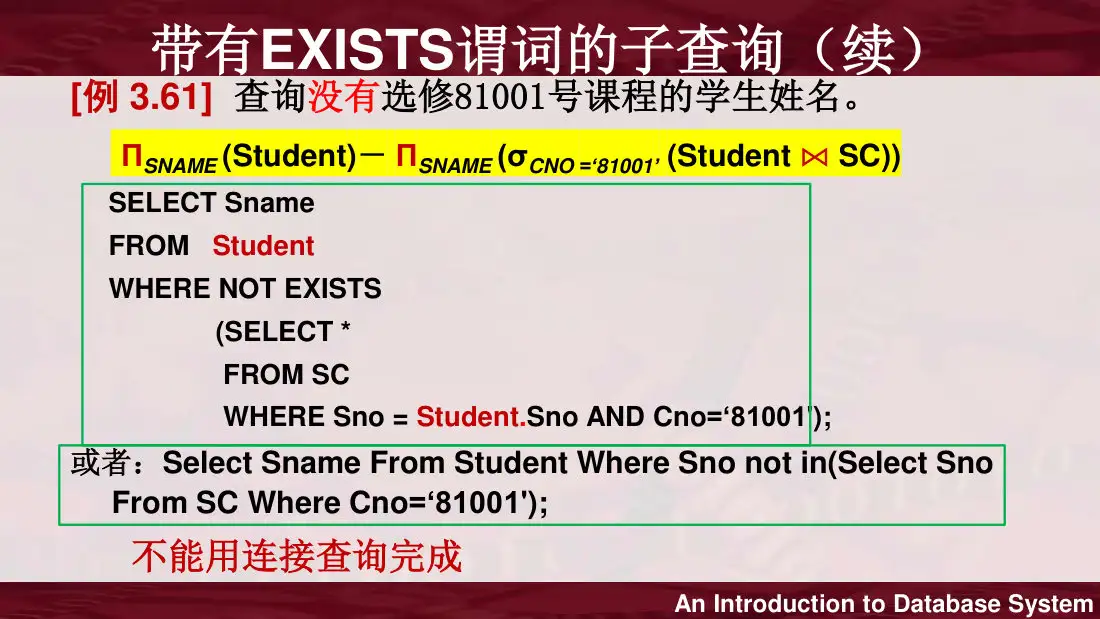 带有EXISTS谓词的子查询（续）
[例 3.61] 查询没有选修81001号课程的学生姓名。
ΠSNAME (Student)－ ΠSNAME (σCNO =‘81001’ (Student ⋈ SC))
SELECT Sname
FROM Student
WHERE NOT EXISTS
(SELECT *
FROM SC
WHERE Sno = Student.Sno AND Cno=‘81001');
或者：Select Sname From Student Where Sno not in(Select Sno
From SC Where Cno=‘81001');
不能用连接查询完成
An Introduction to Database System